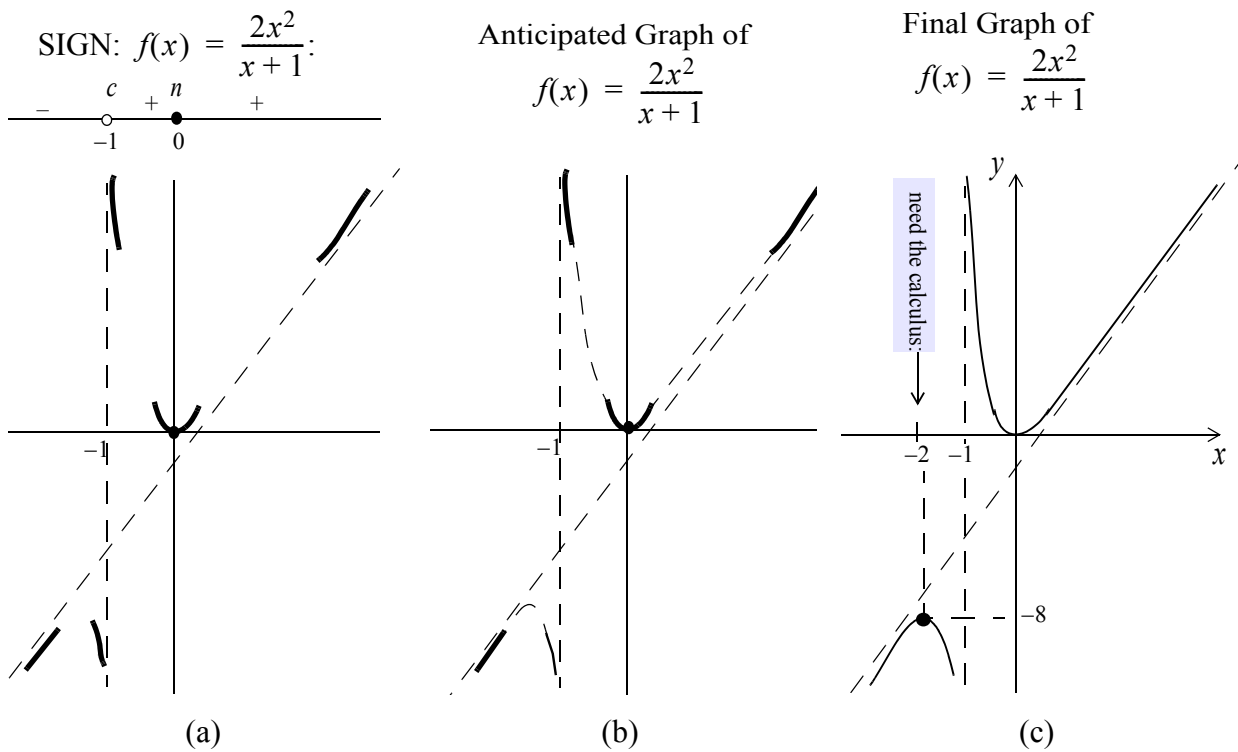 SIGN: f(x) = 2x²/(x + 1):
− c + n +
−1 0
−1
(a)
Anticipated Graph of
f(x) = 2x²/(x + 1)
−1
(b)
Final Graph of
f(x) = 2x²/(x + 1)
y
need the calculus:
−2 −1 x
−8
(c)